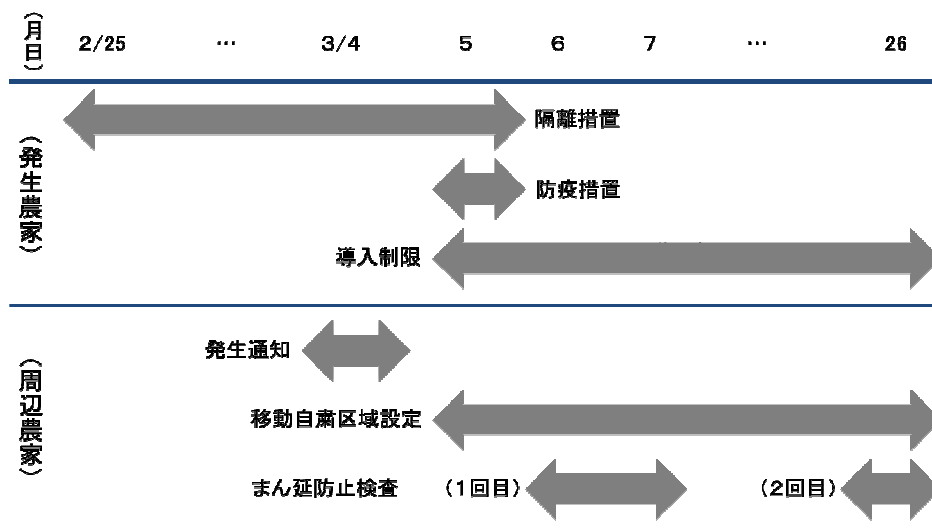 （月日） 2/25 … 3/4 5 6 7 … 26
（発生農家）
隔離措置
防疫措置
導入制限
（周辺農家）
発生通知
移動自粛区域設定
まん延防止検査 （1回目） （2回目）